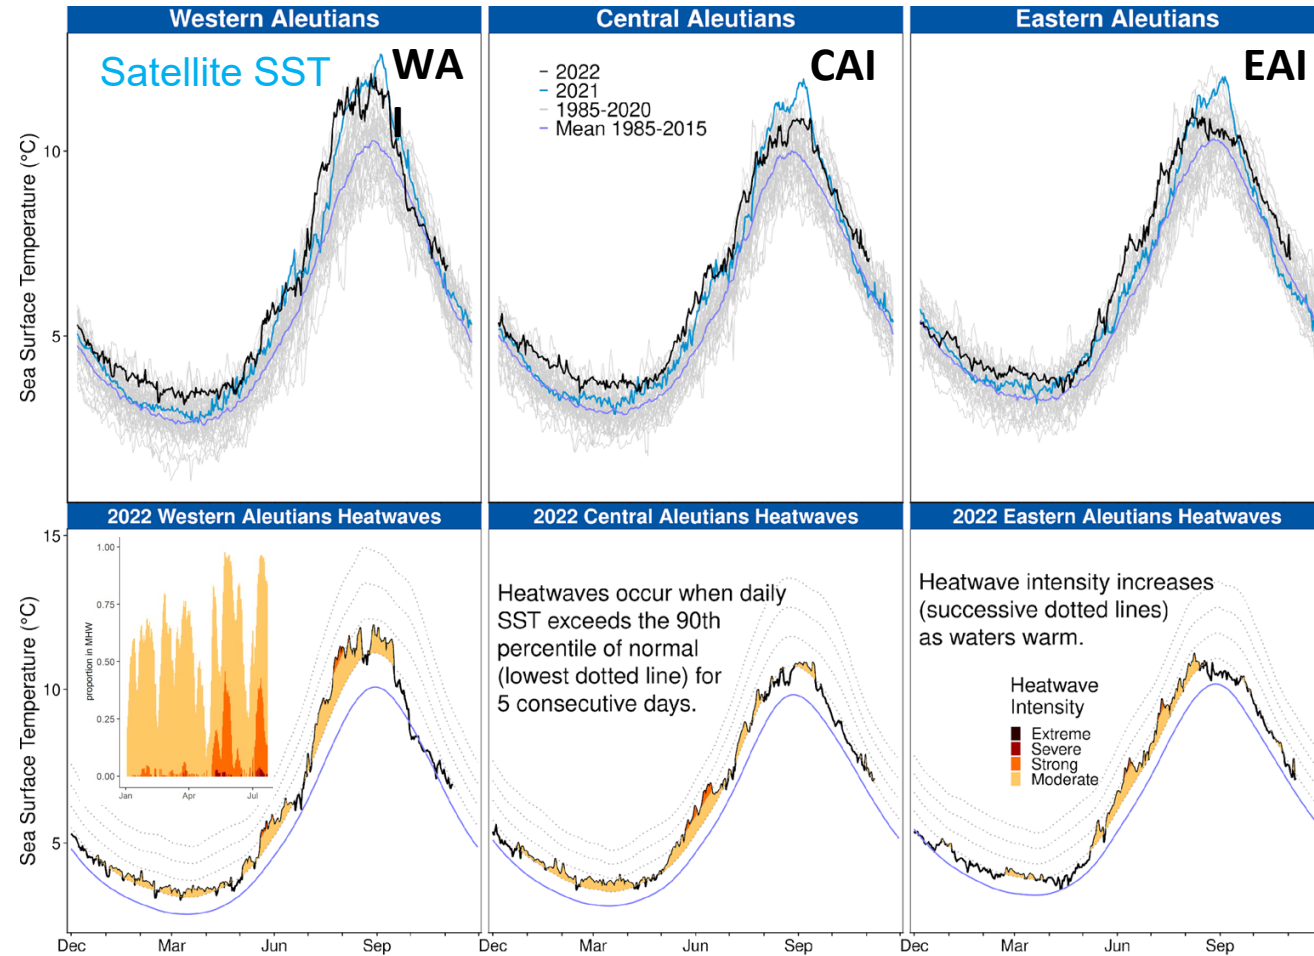 Western Aleutians
Central Aleutians
Eastern Aleutians
Satellite SST
WA
I
CAI
EAI
2022
2021
1985-2020
Mean 1985-2015
Sea Surface Temperature (°C)
10
5
2022 Western Aleutians Heatwaves
2022 Central Aleutians Heatwaves
2022 Eastern Aleutians Heatwaves
Sea Surface Temperature (°C)
15
10
5
proportion in MHW
1.00
0.75
0.50
0.25
0.00
Jan
Apr
Jul
Heatwaves occur when daily
SST exceeds the 90th
percentile of normal
(lowest dotted line) for
5 consecutive days.
Heatwave intensity increases
(successive dotted lines)
as waters warm.
Heatwave
Intensity
Extreme
Severe
Strong
Moderate
Dec
Mar
Jun
Sep
Dec
Mar
Jun
Sep
Dec
Mar
Jun
Sep